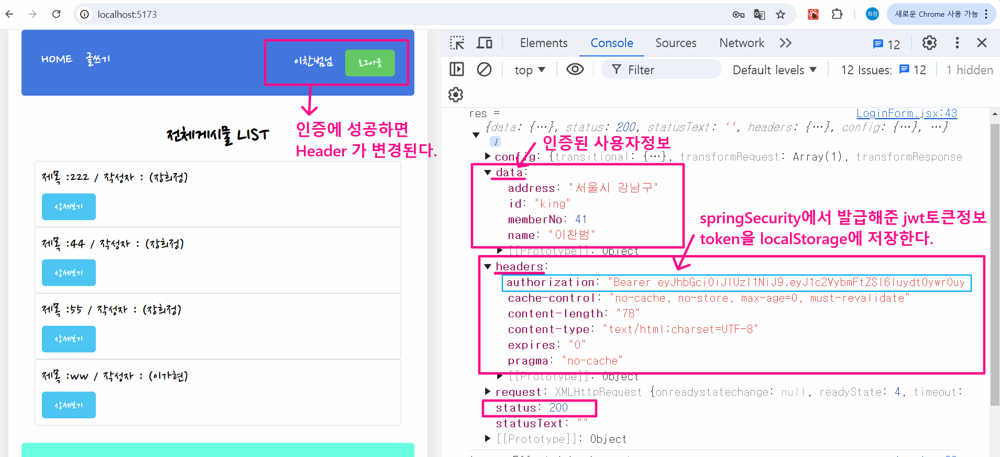 localhost:5173
희정
새로운 Chrome 사용 가능
HOME 글쓰기
이찬범님 로그아웃
인증에 성공하면
Header 가 변경된다.
전체게시물 LIST
제목 :222 / 작성자 : (장희정)
상세보기
제목 :44 / 작성자 : (장희정)
상세보기
제목 :55 / 작성자 : (장희정)
상세보기
제목 :ww / 작성자 : (이가현)
상세보기
Elements Console Sources Network 12
top Filter Default levels 12 Issues: 12 1 hidden
res = LoginForm.jsx:43
{data: {…}, status: 200, statusText: '', headers: {…}, config: {…}, …}
i
인증된 사용자정보
config: {transitional: {…}, transformRequest: Array(1), transformResponse
data:
address: "서울시 강남구"
id: "king"
memberNo: 41
name: "이찬범"
[[Prototype]]: Object
springSecurity에서 발급해준 jwt토큰정보
token을 localStorage에 저장한다.
headers:
authorization: "Bearer eyJhbGciOiJIUzI1NiJ9.eyJ1c2VybmFtZSI6Iuydt0ywr0uy
cache-control: "no-cache, no-store, max-age=0, must-revalidate"
content-length: "78"
content-type: "text/html;charset=UTF-8"
expires: "0"
pragma: "no-cache"
[[Prototype]]: Object
request: XMLHttpRequest {onreadystatechange: null, readyState: 4, timeout:
status: 200
statusText: ""
[[Prototype]]: Object